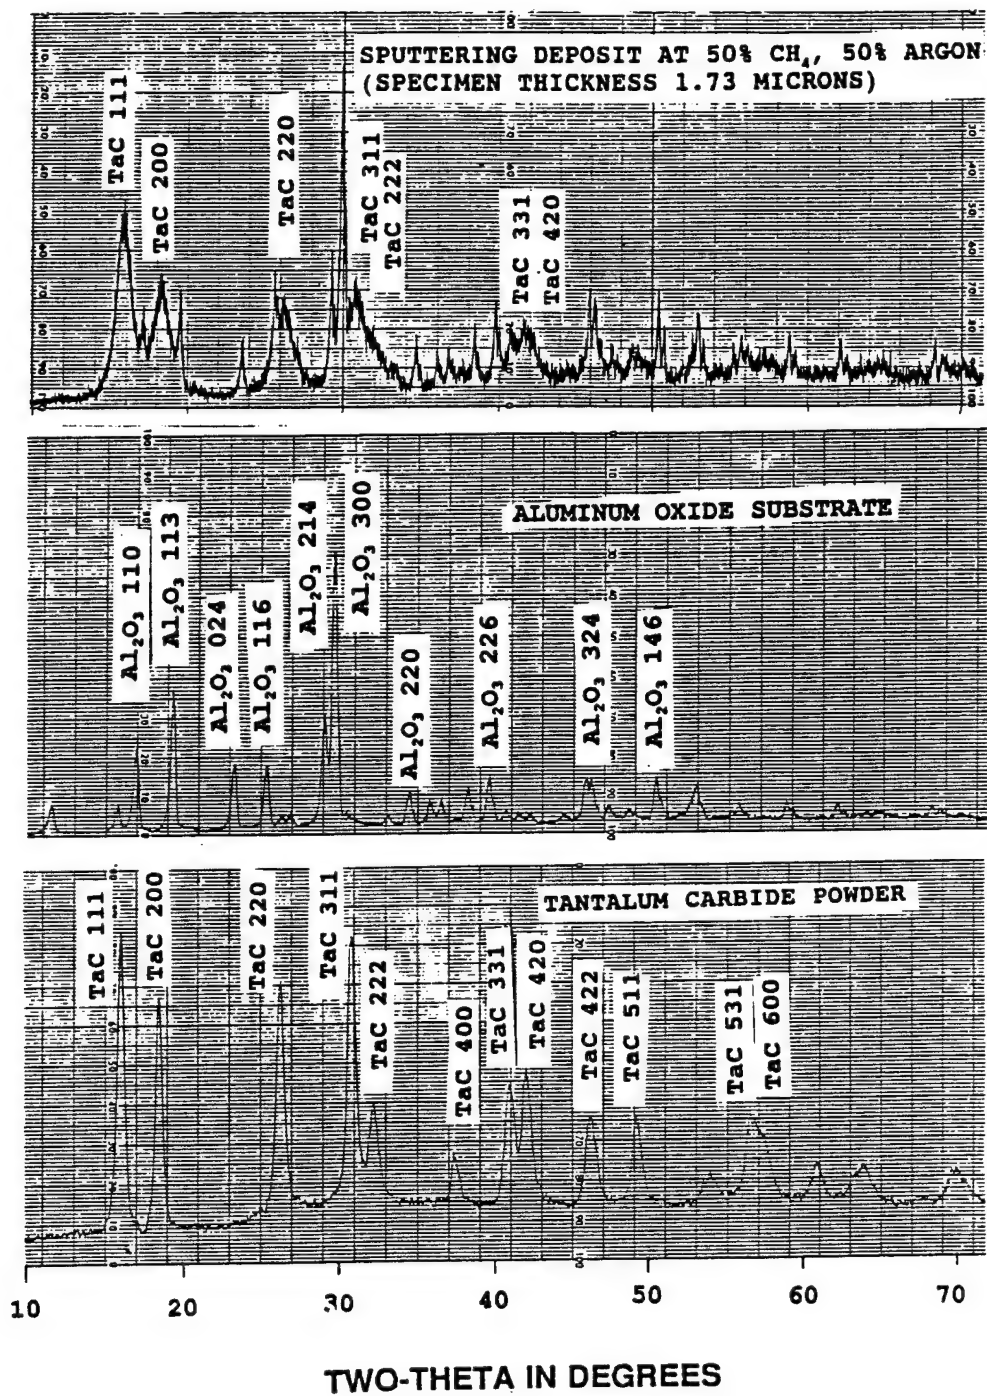 SPUTTERING DEPOSIT AT 50% CH₄, 50% ARGON
(SPECIMEN THICKNESS 1.73 MICRONS)
TaC 111
TaC 200
TaC 220
TaC 311
TaC 222
TaC 331
TaC 420
ALUMINUM OXIDE SUBSTRATE
Al₂O₃ 110
Al₂O₃ 113
Al₂O₃ 024
Al₂O₃ 116
Al₂O₃ 214
Al₂O₃ 300
Al₂O₃ 220
Al₂O₃ 226
Al₂O₃ 324
Al₂O₃ 146
TANTALUM CARBIDE POWDER
TaC 111
TaC 200
TaC 220
TaC 311
TaC 222
TaC 400
TaC 331
TaC 420
TaC 422
TaC 511
TaC 531
TaC 600
10 20 30 40 50 60 70
TWO-THETA IN DEGREES